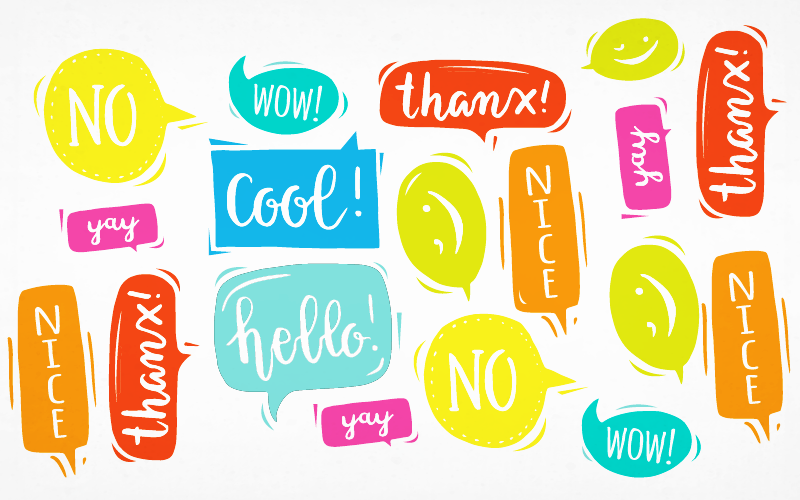 NO
WOW!
thanx!
thanx!
yay
Cool!
NICE
yay
hello!
NICE
thanx!
NICE
NO
yay
WOW!